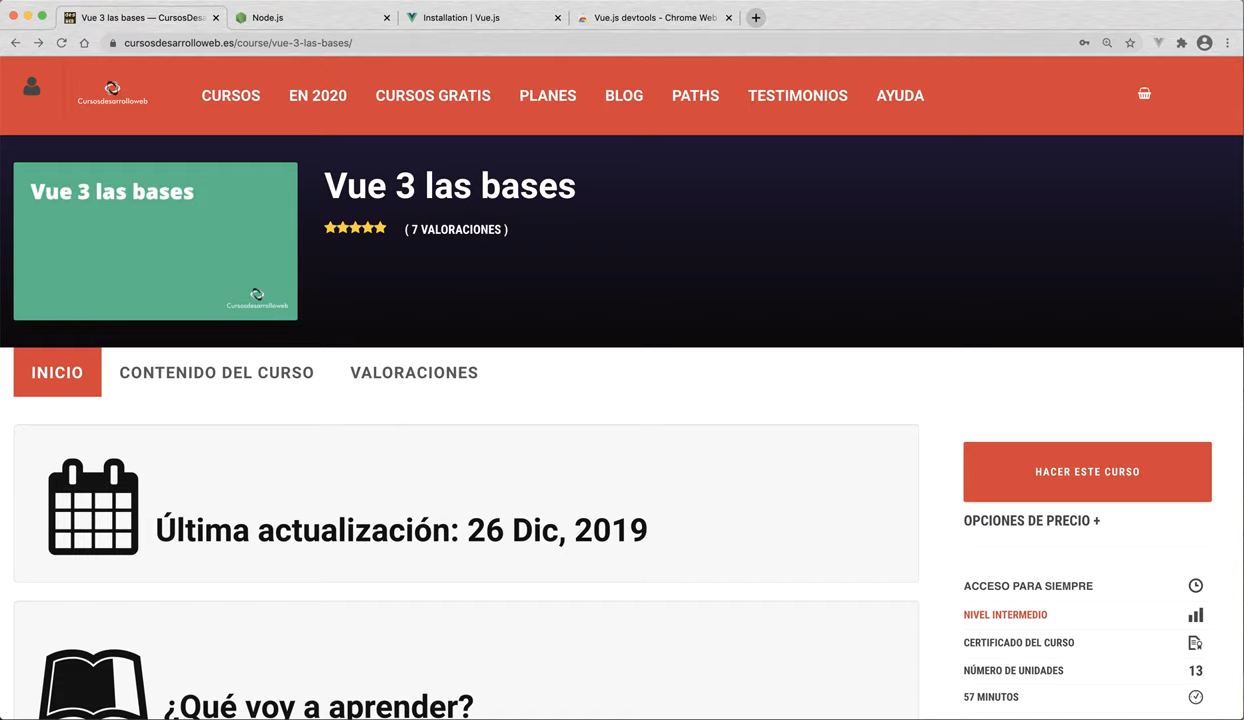 Vue 3 las bases — CursosDesa
Node.js
Installation | Vue.js
Vue.js devtools - Chrome Web
cursosdesarrolloweb.es/course/vue-3-las-bases/
Cursosdesarrolloweb
CURSOS
EN 2020
CURSOS GRATIS
PLANES
BLOG
PATHS
TESTIMONIOS
AYUDA
Vue 3 las bases
Cursosdesarrolloweb
Vue 3 las bases
( 7 VALORACIONES )
INICIO
CONTENIDO DEL CURSO
VALORACIONES
Última actualización: 26 Dic, 2019
¿Qué voy a aprender?
HACER ESTE CURSO
OPCIONES DE PRECIO +
ACCESO PARA SIEMPRE
NIVEL INTERMEDIO
CERTIFICADO DEL CURSO
NÚMERO DE UNIDADES 13
57 MINUTOS